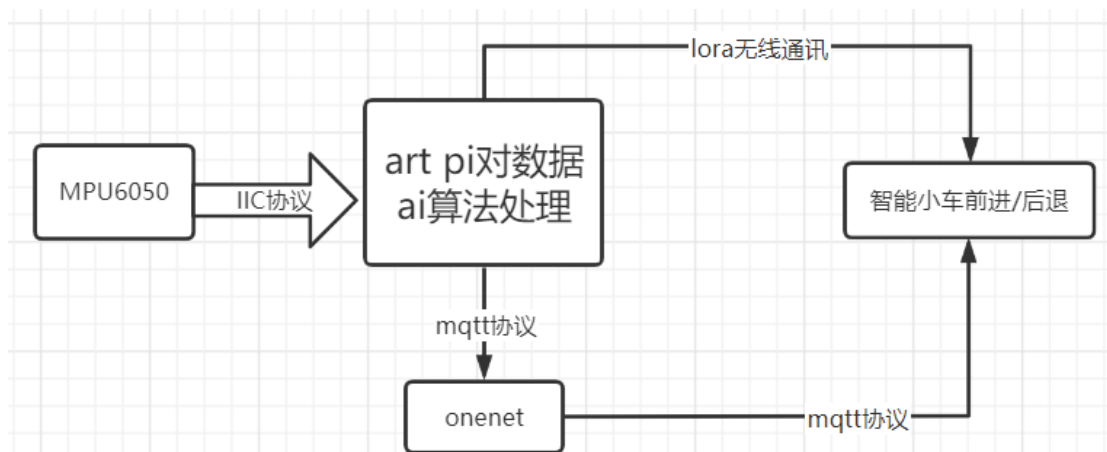 lora无线通讯
art pi对数据
ai算法处理
MPU6050
IIC协议
智能小车前进/后退
mqtt协议
onenet
mqtt协议